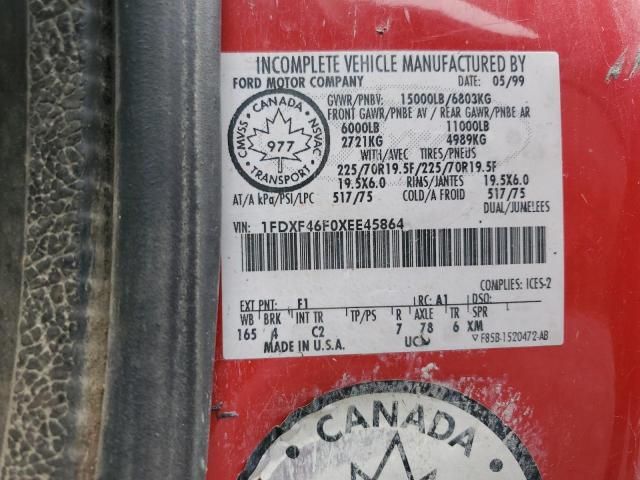 INCOMPLETE VEHICLE MANUFACTURED BY
FORD MOTOR COMPANY DATE: 05/99
GVWR/PNBV: 15000LB/6803KG
FRONT GAWR/PNBE AV / REAR GAWR/PNBE AR
6000LB 11000LB
2721KG 4989KG
WITH/AVEC TIRES/PNEUS
225/70R19.5F/225/70R19.5F
19.5X6.0 RIMS/JANTES 19.5X6.0
AT/A kPa/PSI/LPC 517/75 COLD/A FROID 517/75
DUAL/JUMELEES
CANADA
CMVSS NSVAC
977
TRANSPORT
VIN: 1FDXF46F0XEE45864
COMPLIES: ICES-2
EXT PNT: E1 RC: A1 DSO:
WB BRK INT TR TP/PS R AXLE TR SPR
165 4 C2 7 78 6 XM
MADE IN U.S.A. F85B-1520472-AB
CANADA